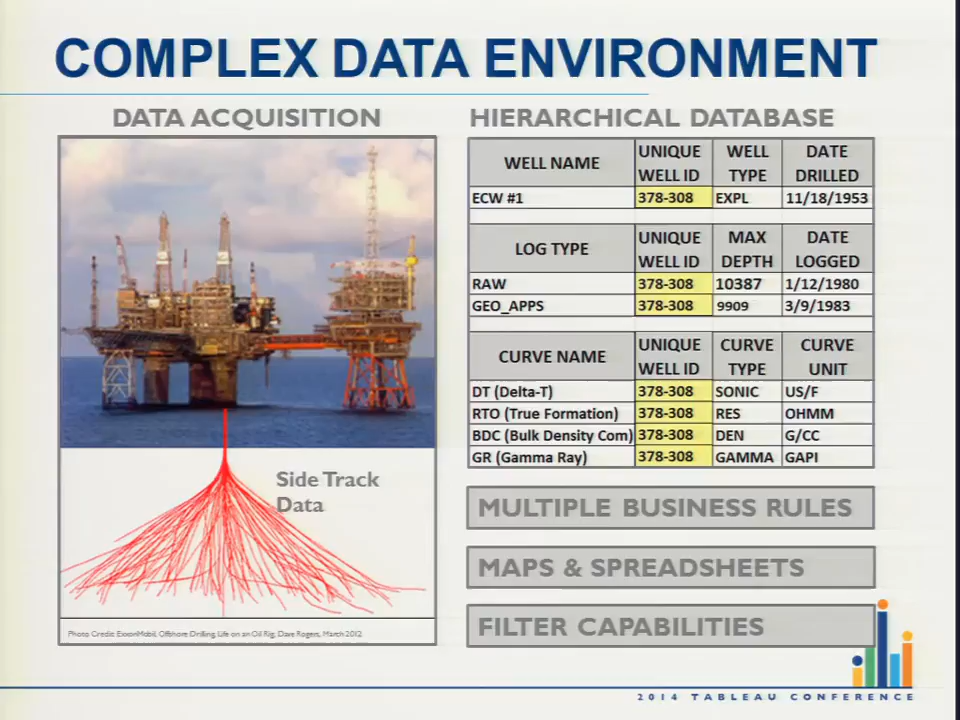 COMPLEX DATA ENVIRONMENT
DATA ACQUISITION
Side Track
Data
Photo Credit: ExxonMobil, Offshore Drilling, Life on an Oil Rig, Dave Rogers, March 2012
HIERARCHICAL DATABASE
WELL NAME UNIQUE WELL ID WELL TYPE DATE DRILLED
ECW #1 378-308 EXPL 11/18/1953
LOG TYPE UNIQUE WELL ID MAX DEPTH DATE LOGGED
RAW 378-308 10387 1/12/1980
GEO_APPS 378-308 9909 3/9/1983
CURVE NAME UNIQUE WELL ID CURVE TYPE CURVE UNIT
DT (Delta-T) 378-308 SONIC US/F
RTO (True Formation) 378-308 RES OHMM
BDC (Bulk Density Com) 378-308 DEN G/CC
GR (Gamma Ray) 378-308 GAMMA GAPI
MULTIPLE BUSINESS RULES
MAPS & SPREADSHEETS
FILTER CAPABILITIES
2014 TABLEAU CONFERENCE